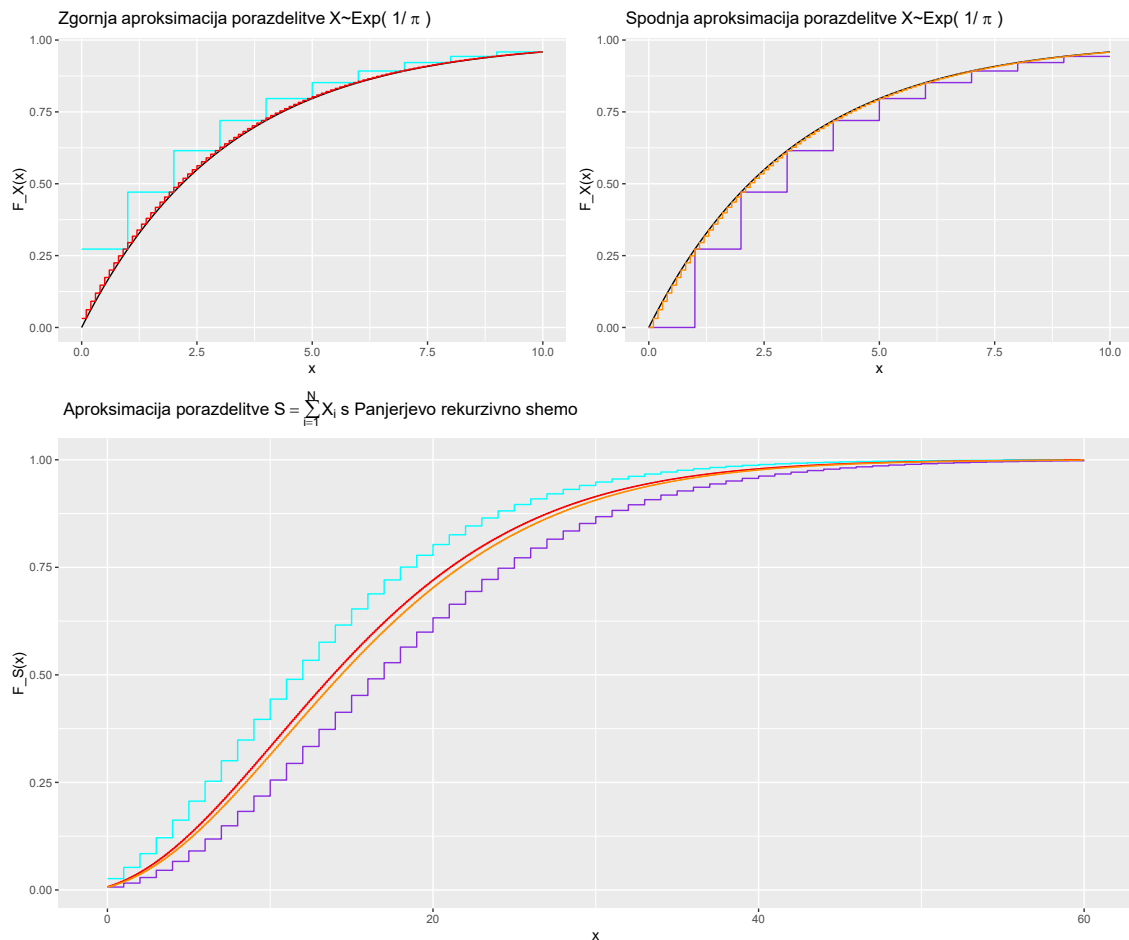 Zgornja aproksimacija porazdelitve X~Exp( 1/ π )
1.00
0.75
0.50
0.25
0.00
F_X(x)
0.0 2.5 5.0 7.5 10.0
x
Spodnja aproksimacija porazdelitve X~Exp( 1/ π )
1.00
0.75
0.50
0.25
0.00
F_X(x)
0.0 2.5 5.0 7.5 10.0
x
Aproksimacija porazdelitve S = ∑_{i=1}^{N} X_i s Panjerjevo rekurzivno shemo
1.00
0.75
0.50
0.25
0.00
F_S(x)
0 20 40 60
x